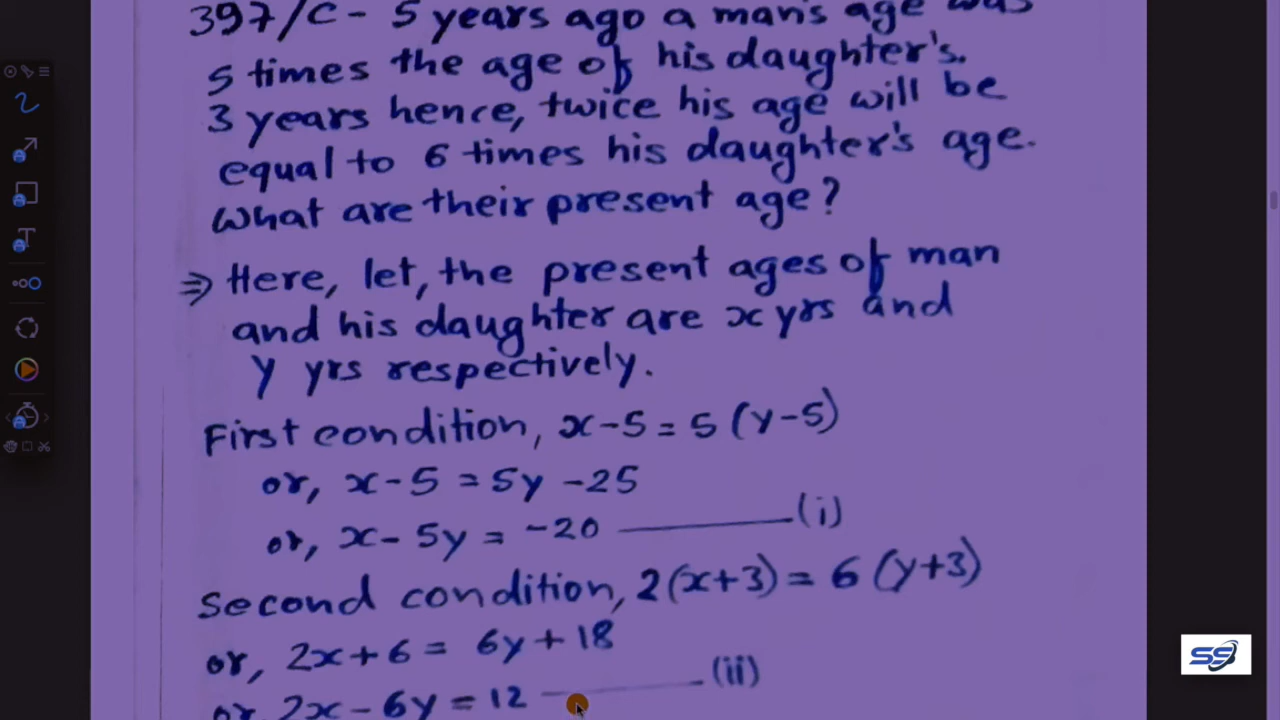 397/C- 5 years ago a man's age was
5 times the age of his daughter's.
3 years hence, twice his age will be
equal to 6 times his daughter's age.
What are their present age?
⇒ Here, let, the present ages of man
and his daughter are x yrs and
y yrs respectively.
First condition, x-5 = 5(y-5)
or, x-5 = 5y -25
or, x- 5y = -20 ———(i)
Second condition, 2(x+3) = 6 (y+3)
or, 2x+6 = 6y+18
or, 2x-6y = 12 ———(ii)